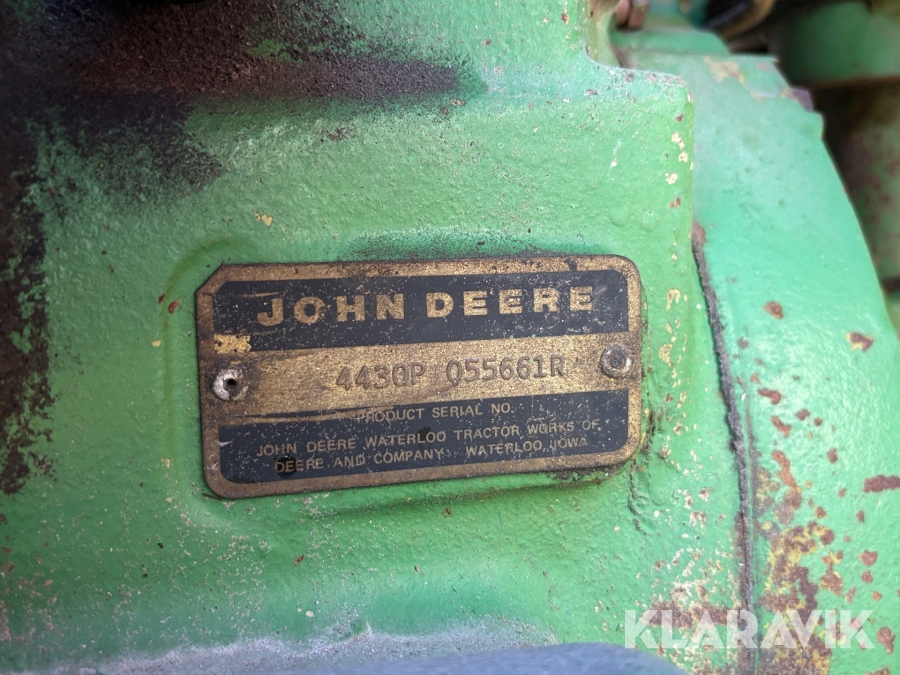 JOHN DEERE
4430P 055661R
PRODUCT SERIAL NO.
JOHN DEERE WATERLOO TRACTOR WORKS OF
DEERE AND COMPANY WATERLOO, IOWA
KLARAVIK